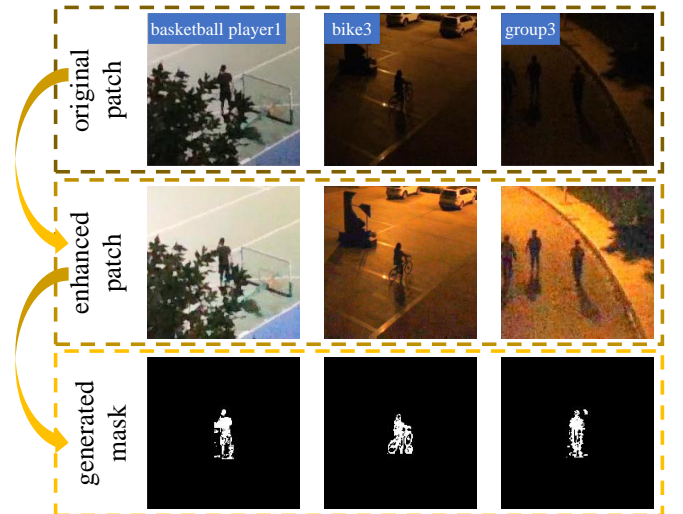 basketball player1
bike3
group3
original
patch
enhanced
patch
generated
mask